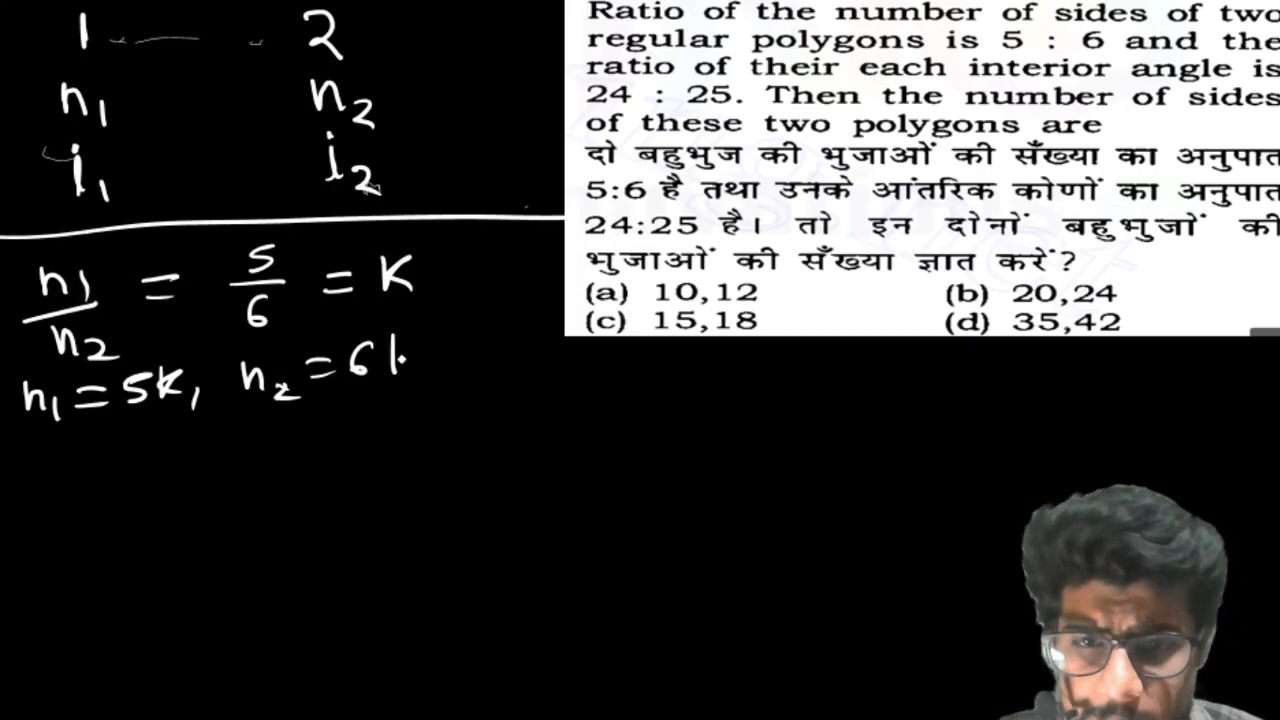 1 - 2
n1 n2
i1 i2
n1/n2 = 5/6 = K
n1 = 5K, n2 = 6
Ratio of the number of sides of two
regular polygons is 5 : 6 and the
ratio of their each interior angle is
24 : 25. Then the number of sides
of these two polygons are
दो बहुभुज की भुजाओं की सँख्या का अनुपात
5:6 है तथा उनके आंतरिक कोणों का अनुपात
24:25 है। तो इन दोनों बहुभुजों की
भुजाओं की सँख्या ज्ञात करें?
(a) 10,12 (b) 20,24
(c) 15,18 (d) 35,42